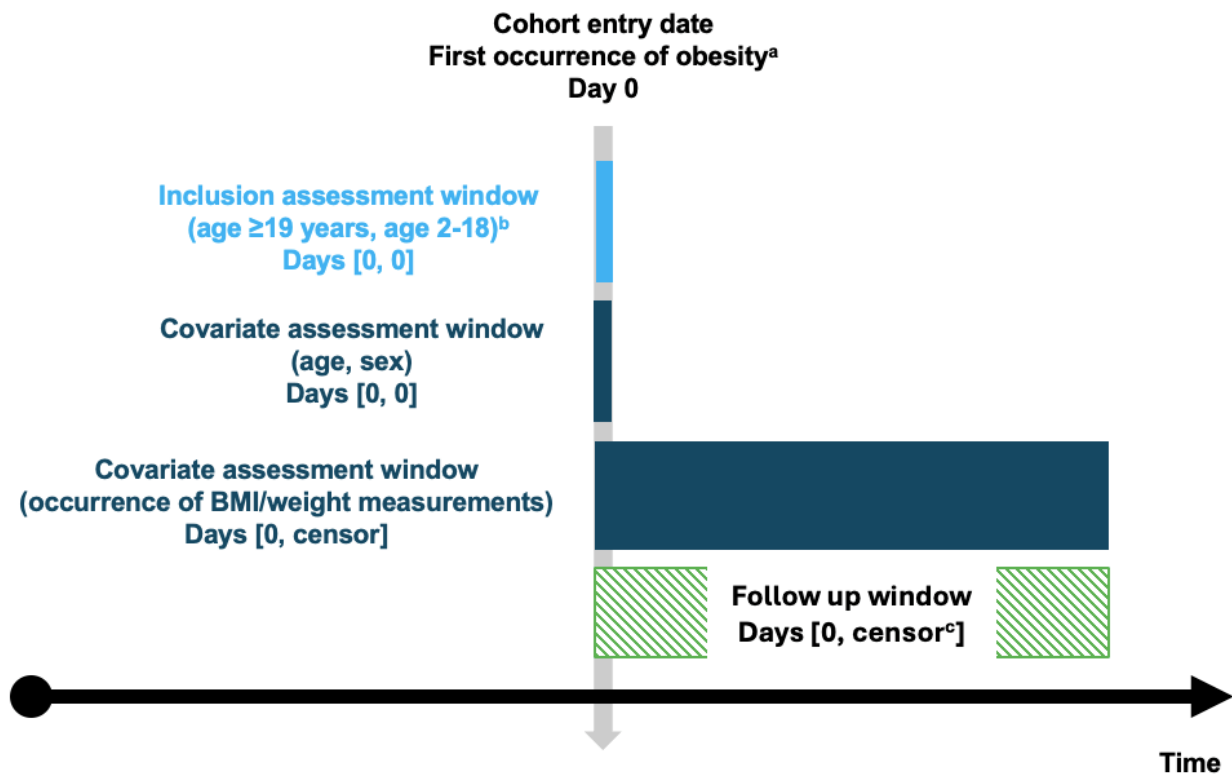 Cohort entry date
First occurrence of obesityᵃ
Day 0
Inclusion assessment window
(age ≥19 years, age 2-18)ᵇ
Days [0, 0]
Covariate assessment window
(age, sex)
Days [0, 0]
Covariate assessment window
(occurrence of BMI/weight measurements)
Days [0, censor]
Follow up window
Days [0, censorᶜ]
Time